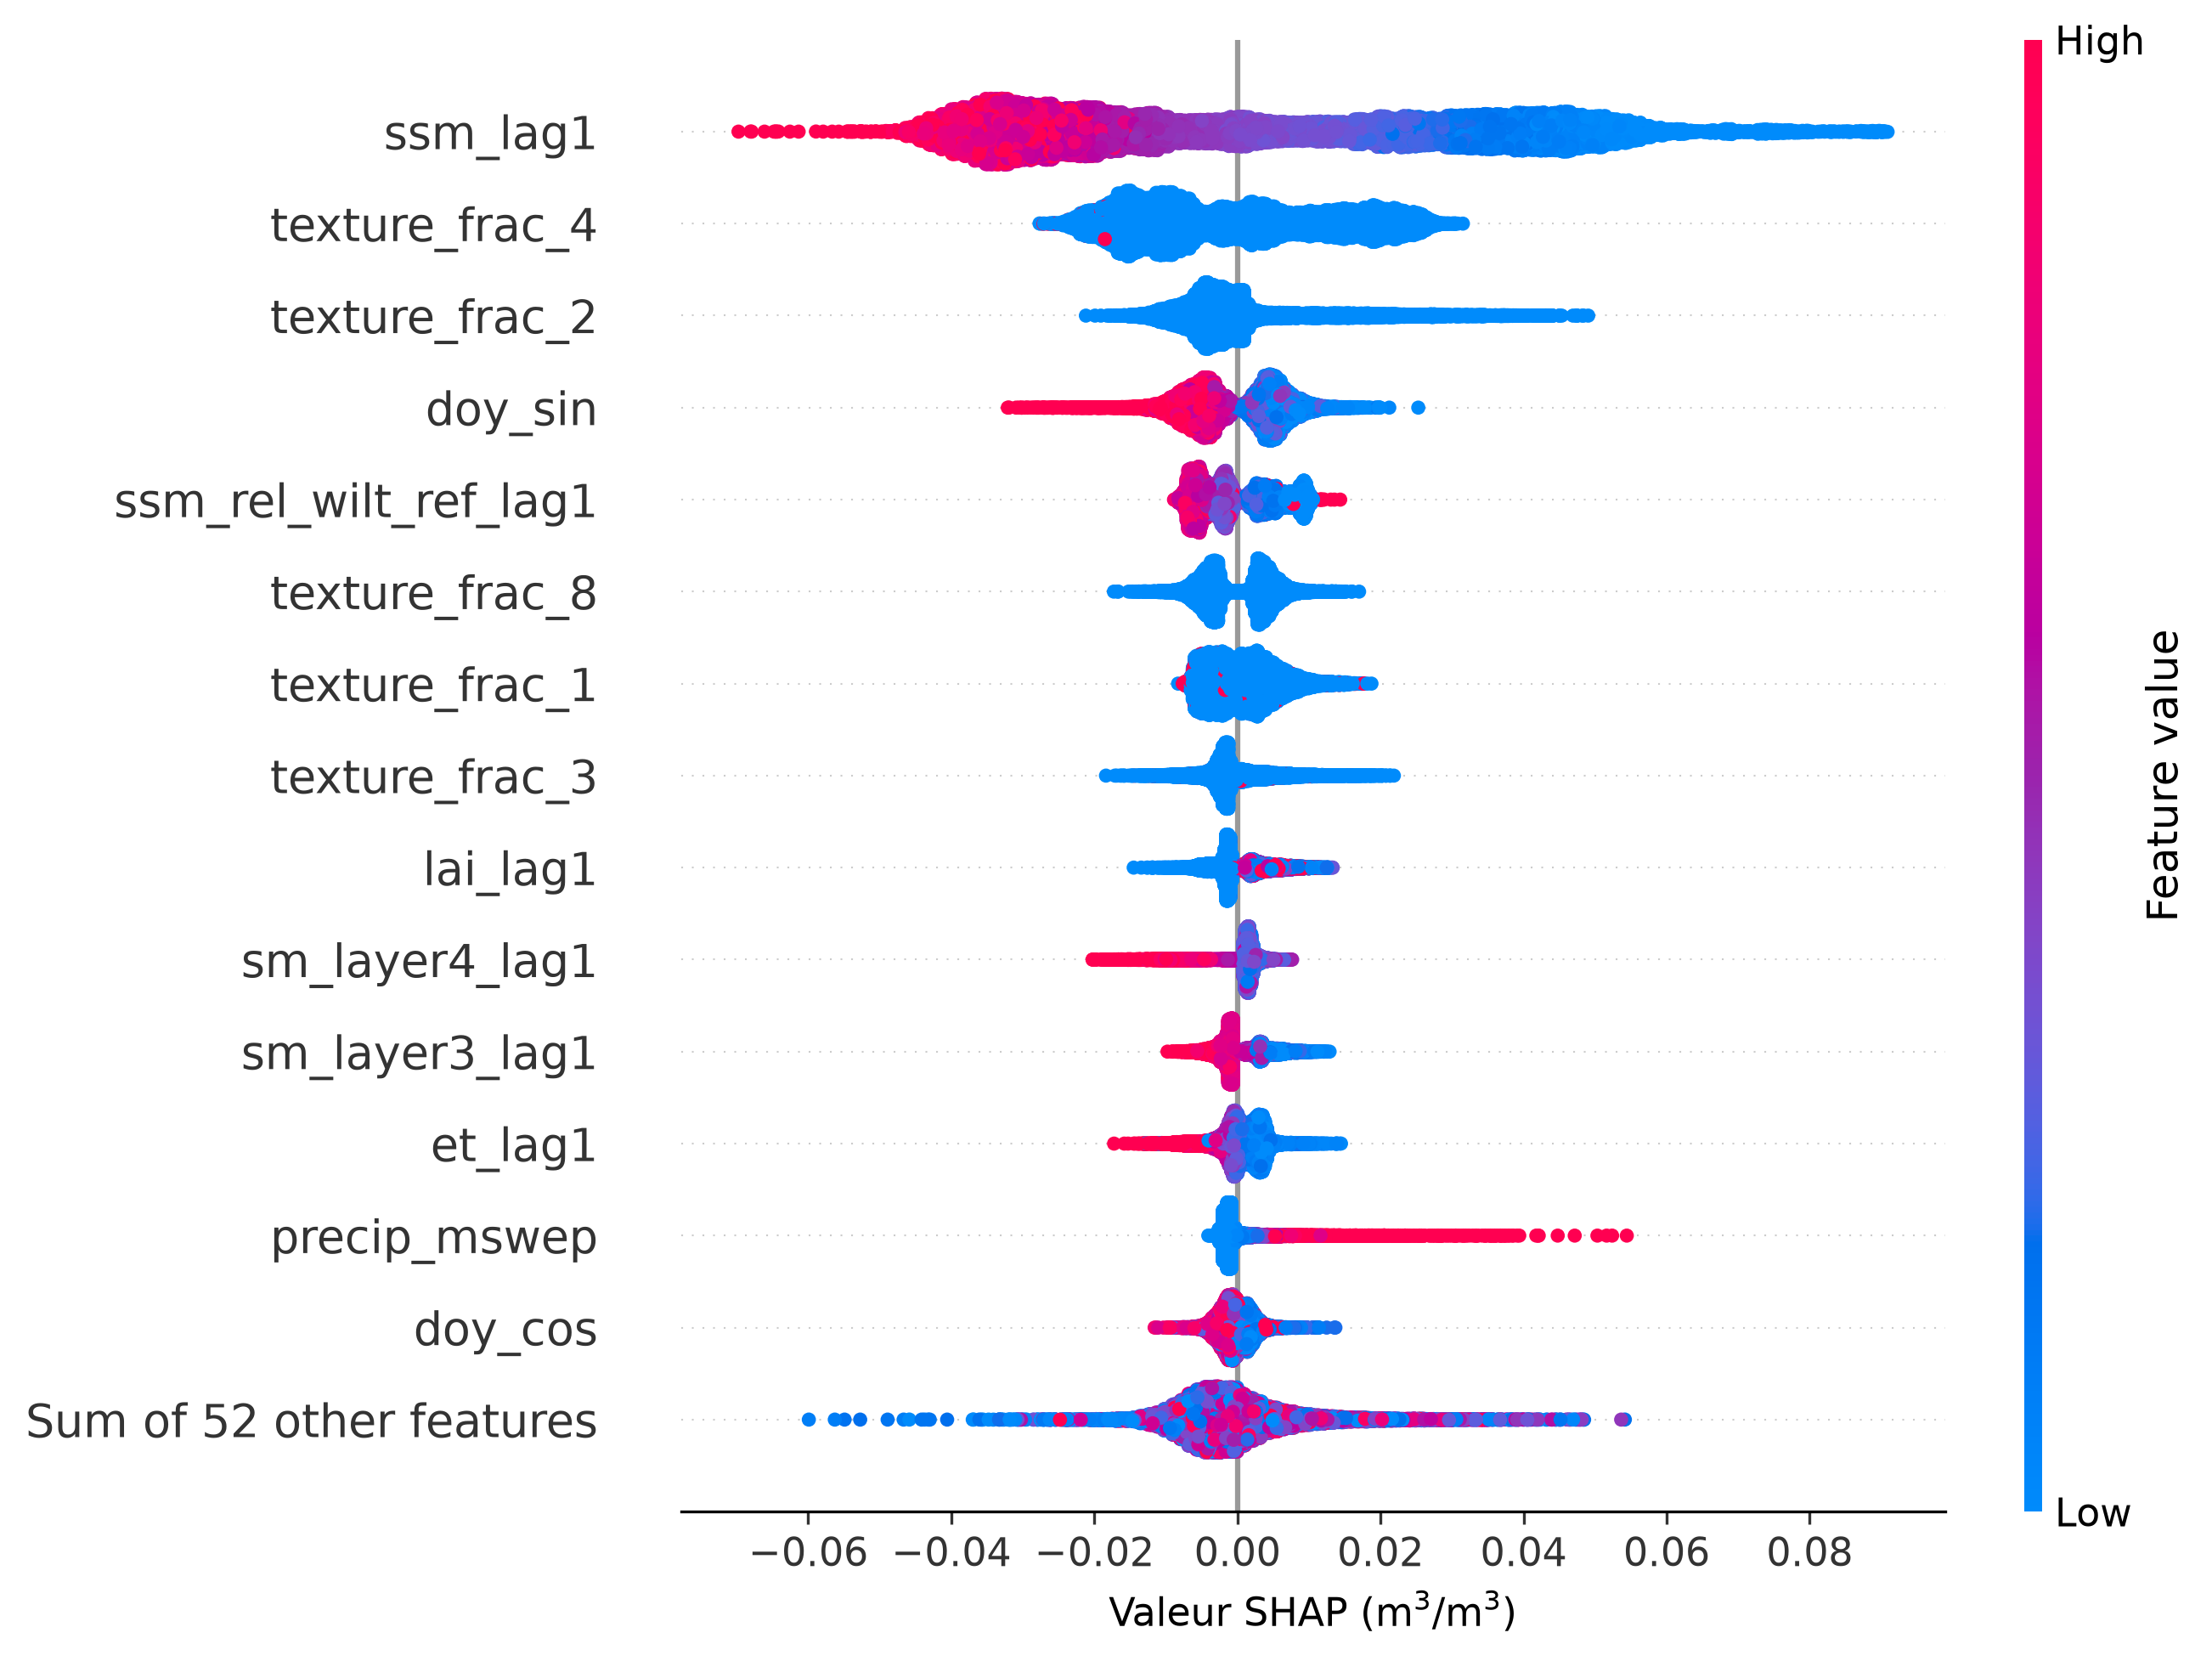 High
ssm_lag1
texture_frac_4
texture_frac_2
doy_sin
ssm_rel_wilt_ref_lag1
texture_frac_8
texture_frac_1
texture_frac_3
lai_lag1
sm_layer4_lag1
sm_layer3_lag1
et_lag1
precip_mswep
doy_cos
Sum of 52 other features
Feature value
Low
−0.06 −0.04 −0.02 0.00 0.02 0.04 0.06 0.08
Valeur SHAP (m³/m³)